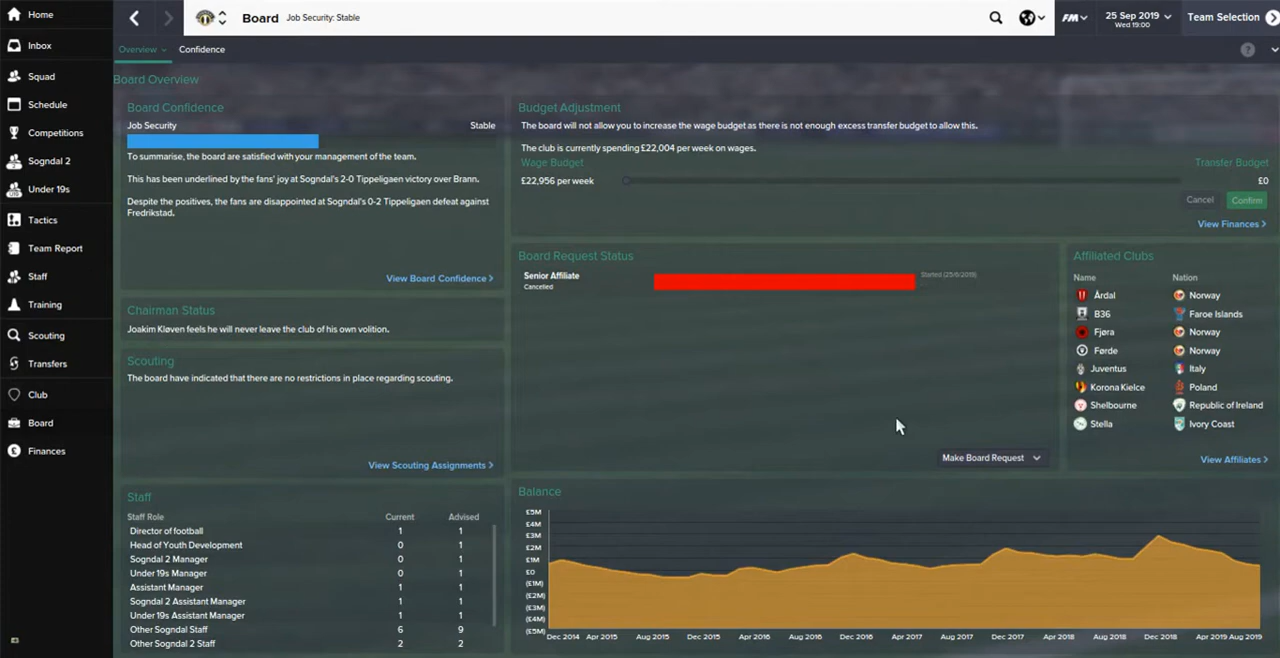 Home
Inbox
Squad
Schedule
Competitions
Sogndal 2
Under 19s
Tactics
Team Report
Staff
Training
Scouting
Transfers
Club
Board
Finances
Board Job Security: Stable
FM
25 Sep 2019
Wed 19:00
Team Selection
Overview Confidence
?
Board Overview
Board Confidence
Job Security Stable
To summarise, the board are satisfied with your management of the team.
This has been underlined by the fans' joy at Sogndal's 2-0 Tippeligaen victory over Brann.
Despite the positives, the fans are disappointed at Sogndal's 0-2 Tippeligaen defeat against
Fredrikstad.
View Board Confidence >
Chairman Status
Joakim Kløven feels he will never leave the club of his own volition.
Scouting
The board have indicated that there are no restrictions in place regarding scouting.
View Scouting Assignments >
Staff
Staff Role Current Advised
Director of football 1 1
Head of Youth Development 0 1
Sogndal 2 Manager 0 1
Under 19s Manager 0 1
Assistant Manager 1 1
Sogndal 2 Assistant Manager 1 1
Under 19s Assistant Manager 1 1
Other Sogndal Staff 6 9
Other Sogndal 2 Staff 2 2
Budget Adjustment
The board will not allow you to increase the wage budget as there is not enough excess transfer budget to allow this.
The club is currently spending £22,004 per week on wages.
Wage Budget Transfer Budget
£22,956 per week £0
Cancel Confirm
View Finances >
Board Request Status
Senior Affiliate
Cancelled
Started (25/6/2019)
Make Board Request
Affiliated Clubs
Name Nation
Årdal Norway
B36 Faroe Islands
Fjøra Norway
Førde Norway
Juventus Italy
Korona Kielce Poland
Shelbourne Republic of Ireland
Stella Ivory Coast
View Affiliates >
Balance
£5M
£4M
£3M
£2M
£1M
£0
(£1M)
(£2M)
(£3M)
(£4M)
(£5M)
Dec 2014 Apr 2015 Aug 2015 Dec 2015 Apr 2016 Aug 2016 Dec 2016 Apr 2017 Aug 2017 Dec 2017 Apr 2018 Aug 2018 Dec 2018 Apr 2019 Aug 2019